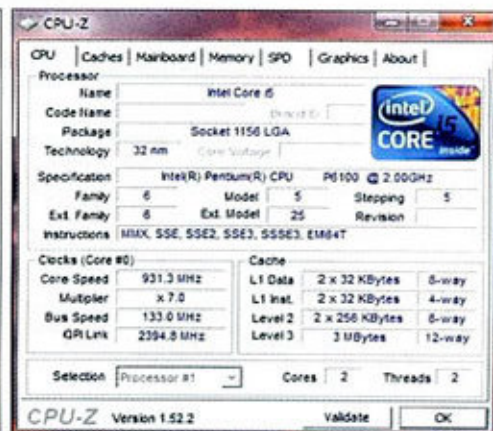 CPU-Z
CPU Caches Mainboard Memory SPD Graphics About
Processor
Name Intel Core i5
Code Name Brand ID
Package Socket 1156 LGA
Technology 32 nm Core Voltage
intel CORE i5 inside
Specification Intel(R) Pentium(R) CPU P6100 @ 2.00GHz
Family 6 Model 5 Stepping 5
Ext. Family 6 Ext. Model 25 Revision
Instructions MMX, SSE, SSE2, SSE3, SSSE3, EM64T
Clocks (Core #0) Cache
Core Speed 931.3 MHz L1 Data 2 x 32 KBytes 8-way
Multiplier x 7.0 L1 Inst. 2 x 32 KBytes 4-way
Bus Speed 133.0 MHz Level 2 2 x 256 KBytes 8-way
QPI Link 2394.8 MHz Level 3 3 MBytes 12-way
Selection Processor #1 Cores 2 Threads 2
CPU-Z Version 1.52.2 Validate OK